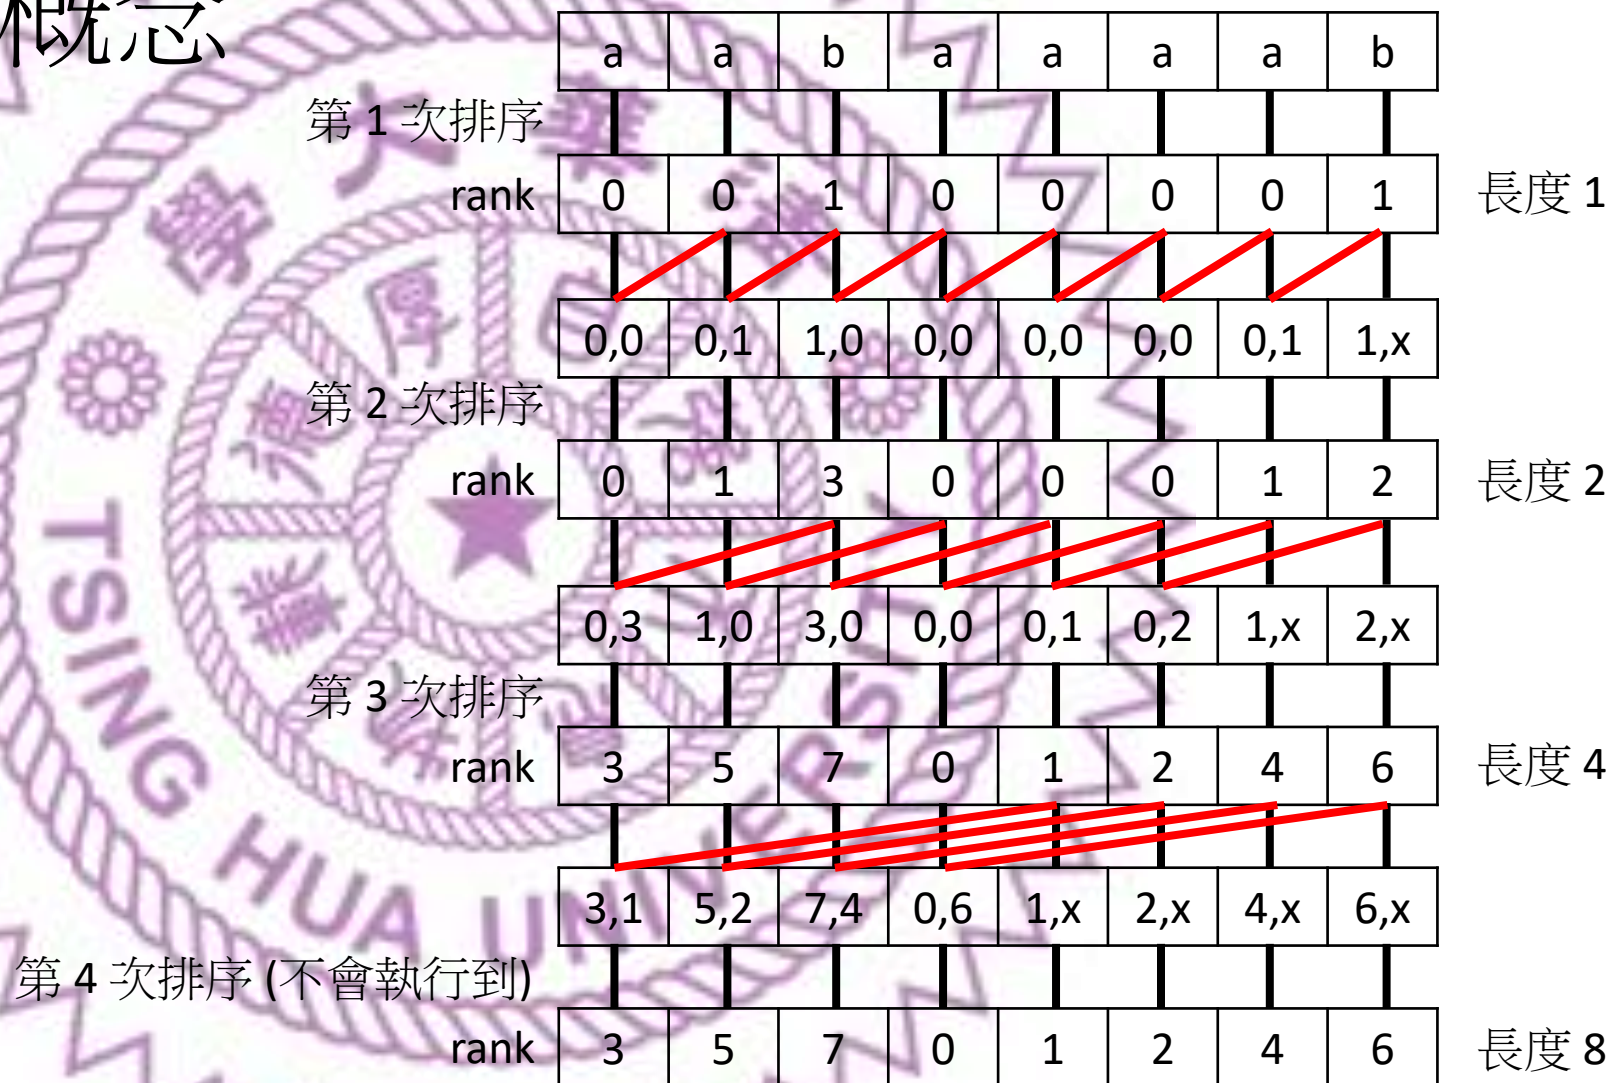 概念
a a b a a a a b
第 1 次排序
rank 0 0 1 0 0 0 0 1 長度 1
0,0 0,1 1,0 0,0 0,0 0,0 0,1 1,x
第 2 次排序
rank 0 1 3 0 0 0 1 2 長度 2
0,3 1,0 3,0 0,0 0,1 0,2 1,x 2,x
第 3 次排序
rank 3 5 7 0 1 2 4 6 長度 4
3,1 5,2 7,4 0,6 1,x 2,x 4,x 6,x
第 4 次排序 (不會執行到)
rank 3 5 7 0 1 2 4 6 長度 8
TSING HUA UNIVERSITY